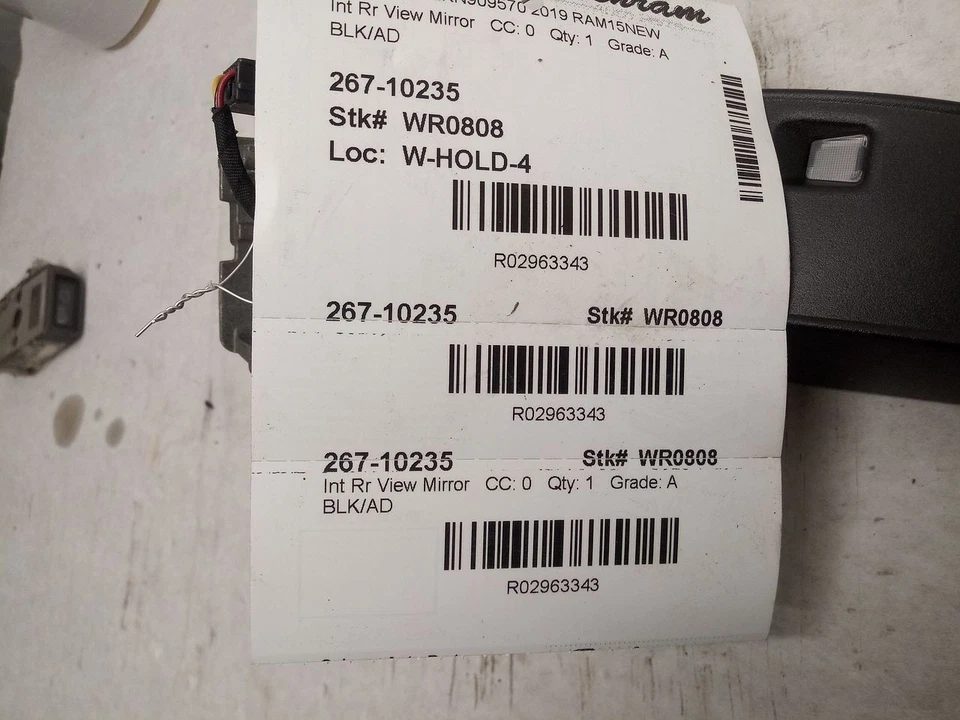 2019 RAM15NEW
Int Rr View Mirror CC: 0 Qty: 1 Grade: A
BLK/AD
267-10235
Stk# WR0808
Loc: W-HOLD-4
R02963343
267-10235 Stk# WR0808
R02963343
267-10235 Stk# WR0808
Int Rr View Mirror CC: 0 Qty: 1 Grade: A
BLK/AD
R02963343